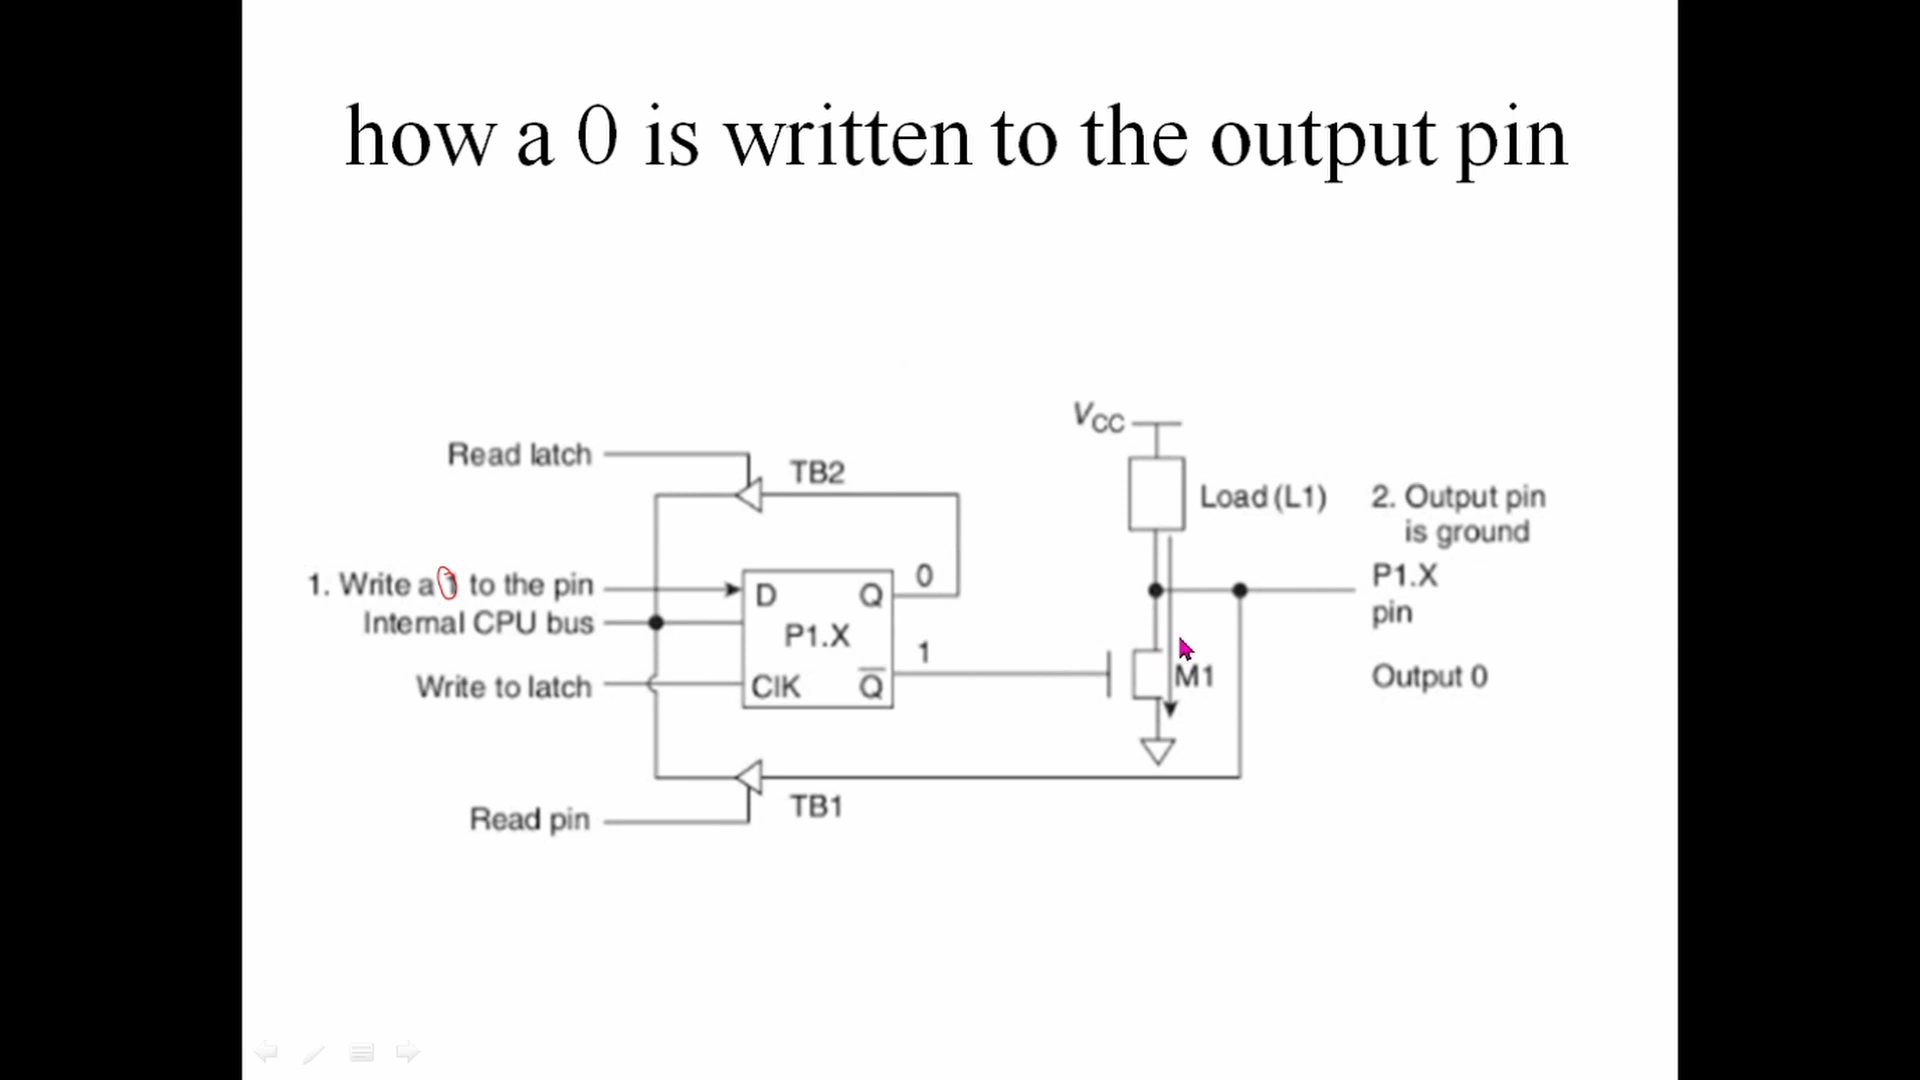 how a 0 is written to the output pin
Read latch
TB2
VCC
Load (L1)
2. Output pin
is ground
1. Write a 1 to the pin
D
Q
0
P1.X
pin
Internal CPU bus
P1.X
1
Write to latch
ClK
Q̅
M1
Output 0
Read pin
TB1